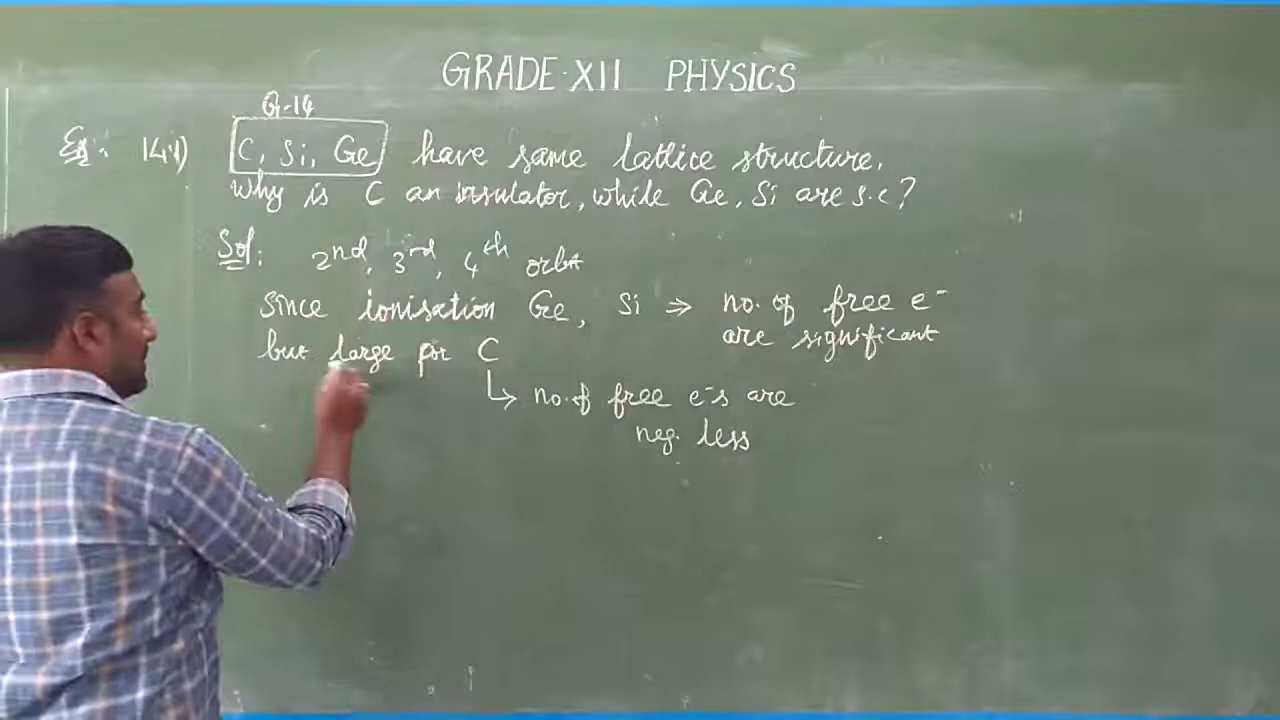 GRADE-XII PHYSICS
G-14
Ex: 14.1) C, Si, Ge have same lattice structure.
Why is C an insulator, while Ge, Si are s.c?
Sol: 2nd, 3rd, 4th orbit
Since ionisation Ge, Si ⇒ no. of free e-
are significant
but large for C
↳ no. of free e-s are
neg. less